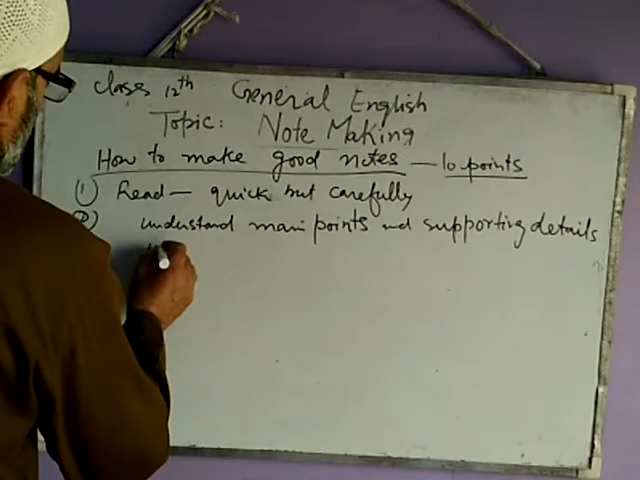 Class 12th General English
Topic: Note Making
How to make good notes — 10 points
① Read — quick but carefully
② understand main points and supporting details